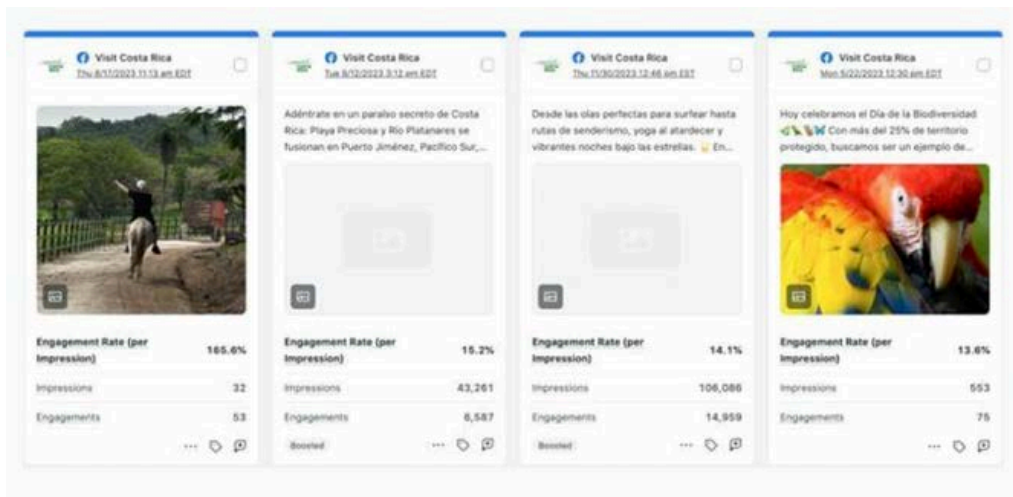 Visit Costa Rica
Thu 8/17/2023 11:13 am EDT
Engagement Rate (per
Impression)
165.6%
Impressions
32
Engagements
53
Visit Costa Rica
Tue 9/12/2023 3:12 pm EDT
Adéntrate en un paraíso secreto de Costa
Rica: Playa Preciosa y Río Platanares se
fusionan en Puerto Jiménez, Pacífico Sur,...
Engagement Rate (per
Impression)
15.2%
Impressions
43,261
Engagements
6,587
Boosted
Visit Costa Rica
Thu 11/30/2023 12:46 pm EST
Desde las olas perfectas para surfear hasta
rutas de senderismo, yoga al atardecer y
vibrantes noches bajo las estrellas. En...
Engagement Rate (per
Impression)
14.1%
Impressions
106,086
Engagements
14,959
Boosted
Visit Costa Rica
Mon 5/22/2023 12:30 pm EDT
Hoy celebramos el Día de la Biodiversidad
Con más del 25% de territorio
protegido, buscamos ser un ejemplo de...
Engagement Rate (per
Impression)
13.6%
Impressions
553
Engagements
75